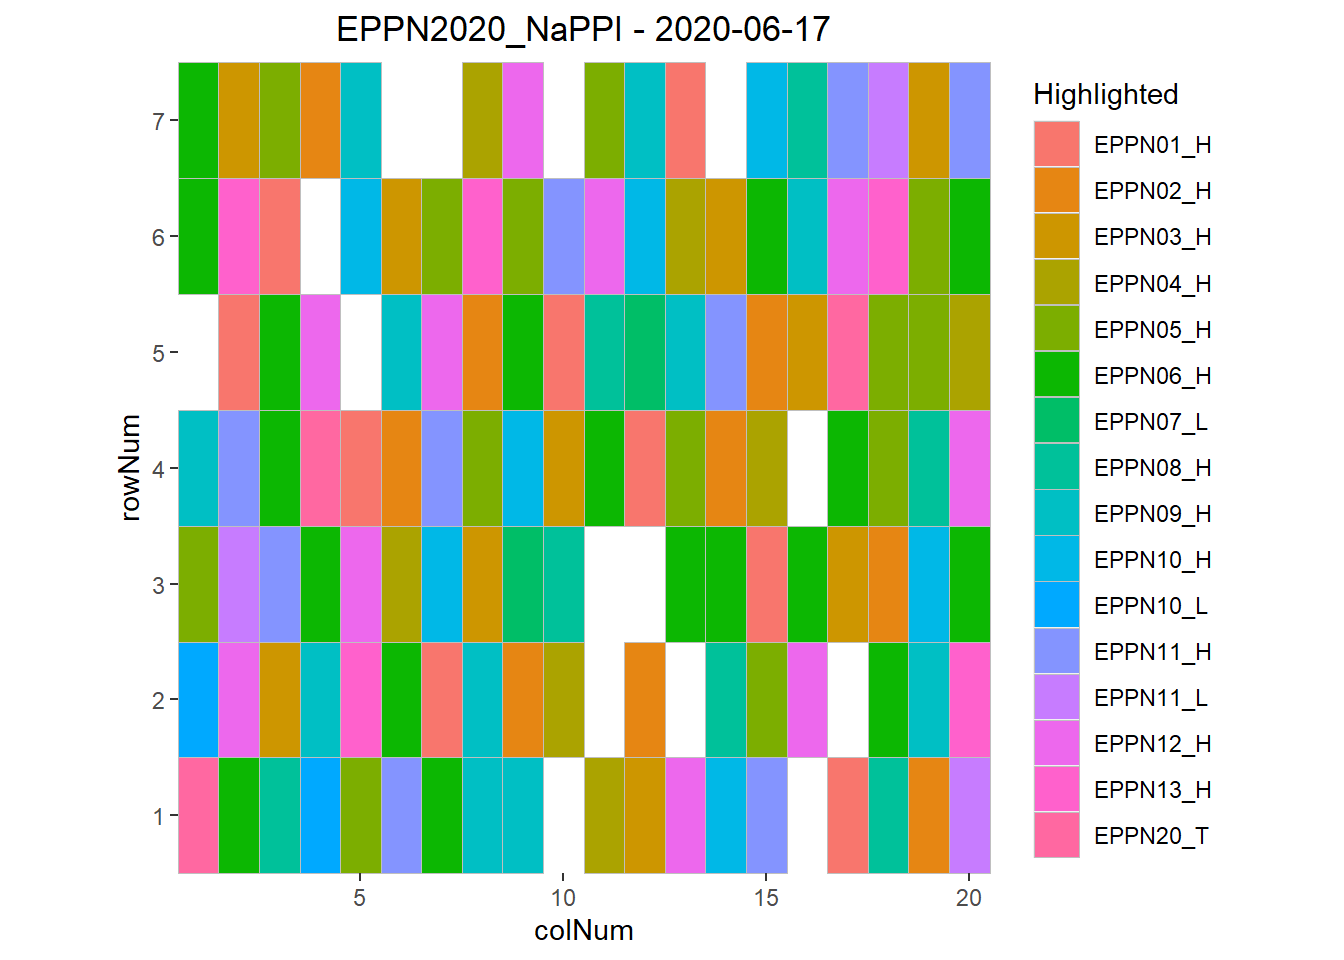 EPPN2020_NaPPI - 2020-06-17
7
6
5
4
3
2
1
rowNum
5
10
15
20
colNum
Highlighted
EPPN01_H
EPPN02_H
EPPN03_H
EPPN04_H
EPPN05_H
EPPN06_H
EPPN07_L
EPPN08_H
EPPN09_H
EPPN10_H
EPPN10_L
EPPN11_H
EPPN11_L
EPPN12_H
EPPN13_H
EPPN20_T